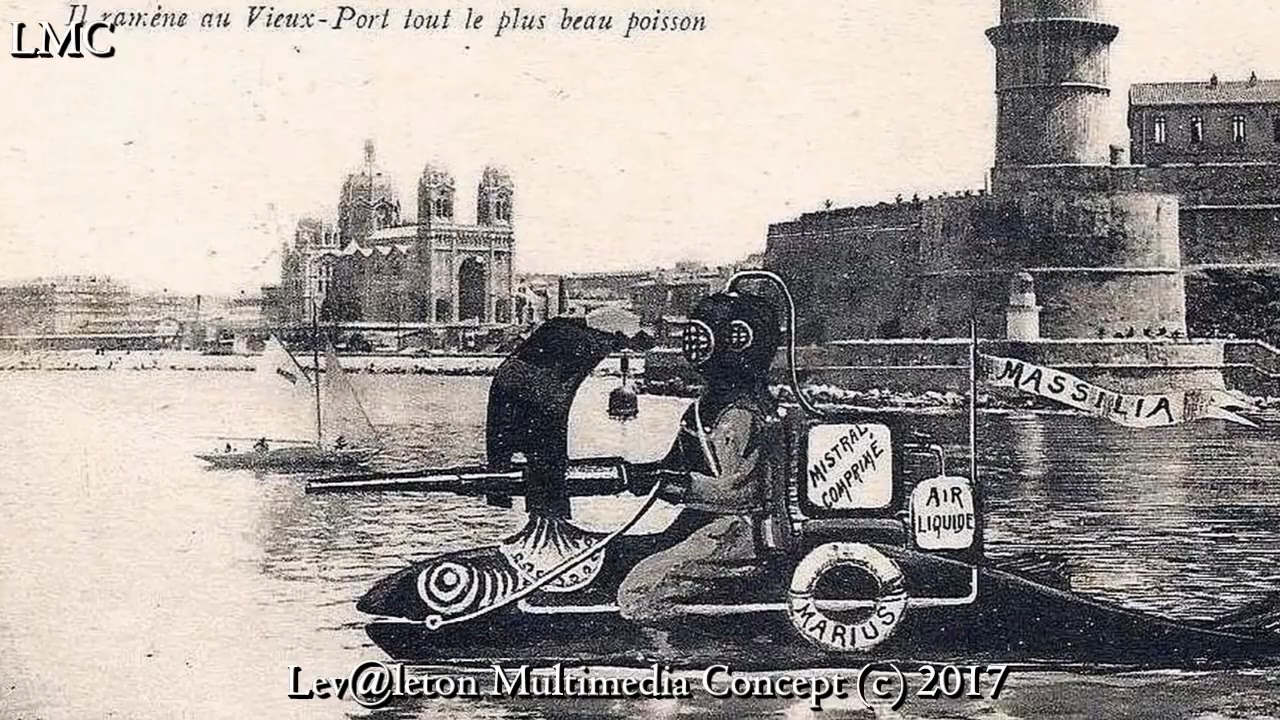 Il ramène au Vieux-Port tout le plus beau poisson
LMC
MASSILIA
MISTRAL
COMPRIMÉ
AIR
LIQUIDE
MARIUS
Lev@leton Multimedia Concept (c) 2017